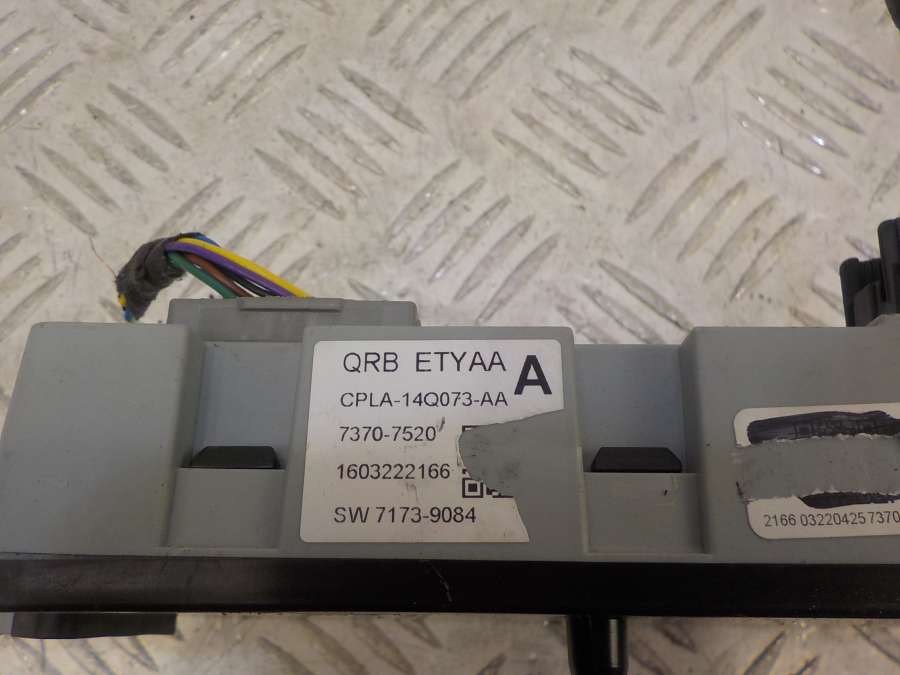 QRB ETYAA
A
CPLA-14Q073-AA
7370-7520
1603222166
SW 7173-9084
2166 032204257370